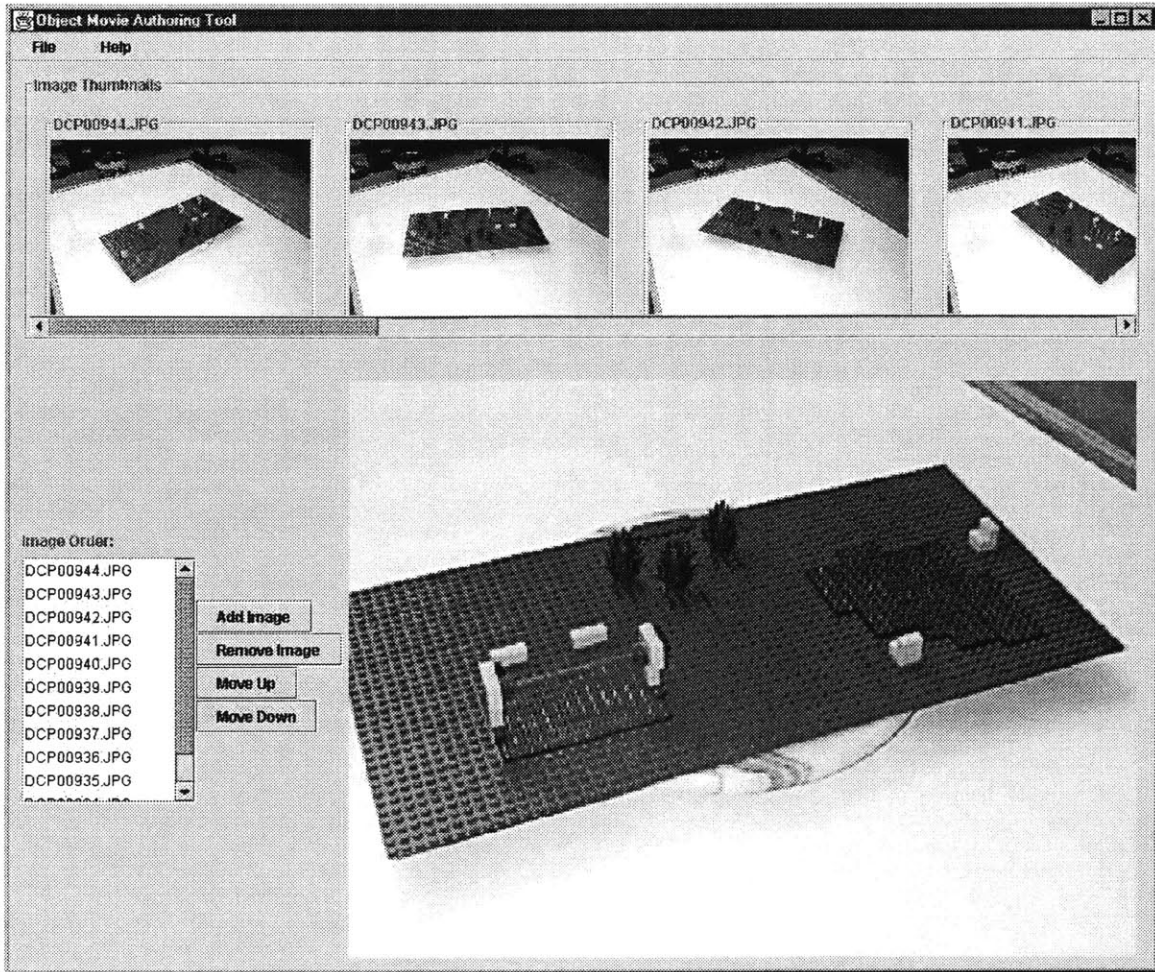 Object Movie Authoring Tool
File Help
Image Thumbnails
DCP00944.JPG DCP00943.JPG DCP00942.JPG DCP00941.JPG
Image Order:
DCP00944.JPG
DCP00943.JPG
DCP00942.JPG
DCP00941.JPG
DCP00940.JPG
DCP00939.JPG
DCP00938.JPG
DCP00937.JPG
DCP00936.JPG
DCP00935.JPG
Add Image
Remove Image
Move Up
Move Down